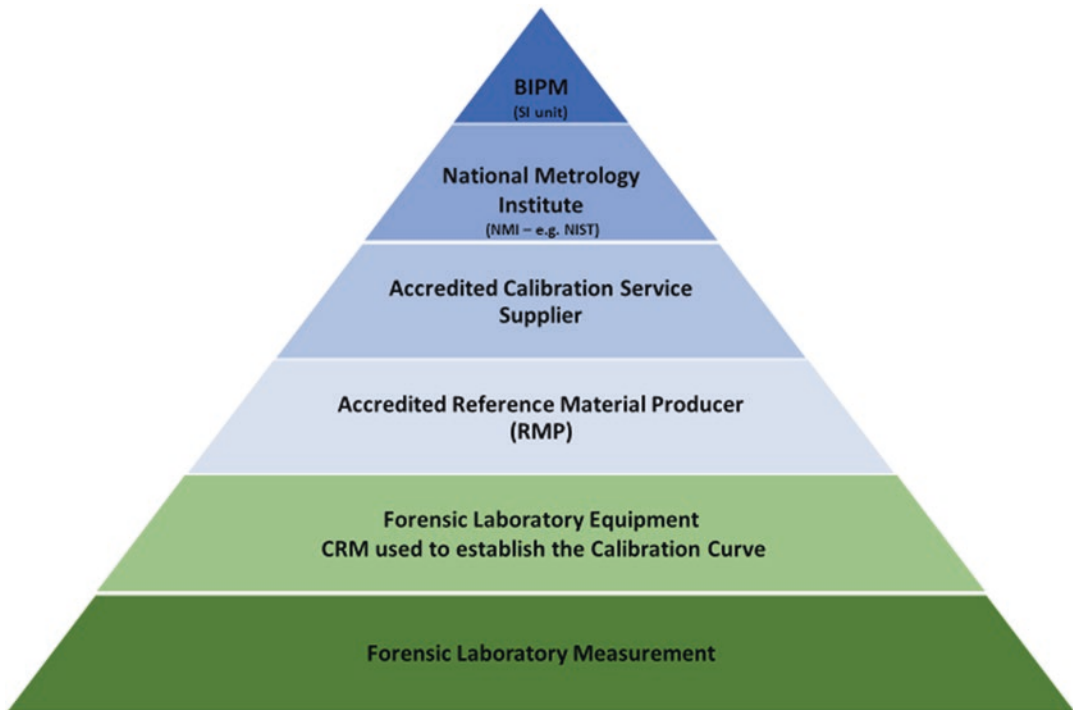 BIPM
(SI unit)
National Metrology
Institute
(NMI – e.g. NIST)
Accredited Calibration Service
Supplier
Accredited Reference Material Producer
(RMP)
Forensic Laboratory Equipment
CRM used to establish the Calibration Curve
Forensic Laboratory Measurement